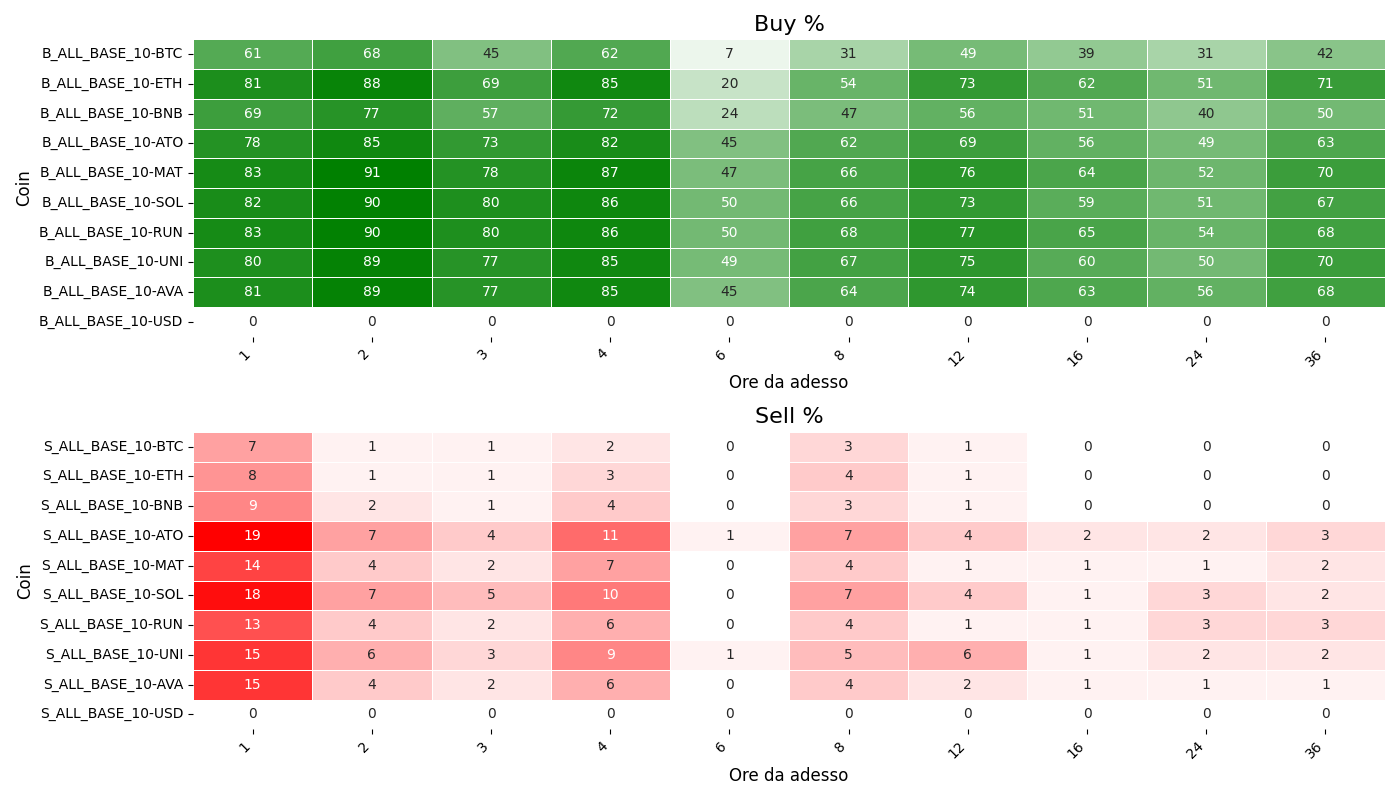 Buy %
Coin
B_ALL_BASE_10-BTC 61 68 45 62 7 31 49 39 31 42
B_ALL_BASE_10-ETH 81 88 69 85 20 54 73 62 51 71
B_ALL_BASE_10-BNB 69 77 57 72 24 47 56 51 40 50
B_ALL_BASE_10-ATO 78 85 73 82 45 62 69 56 49 63
B_ALL_BASE_10-MAT 83 91 78 87 47 66 76 64 52 70
B_ALL_BASE_10-SOL 82 90 80 86 50 66 73 59 51 67
B_ALL_BASE_10-RUN 83 90 80 86 50 68 77 65 54 68
B_ALL_BASE_10-UNI 80 89 77 85 49 67 75 60 50 70
B_ALL_BASE_10-AVA 81 89 77 85 45 64 74 63 56 68
B_ALL_BASE_10-USD 0 0 0 0 0 0 0 0 0 0
1 2 3 4 6 8 12 16 24 36
Ore da adesso
Sell %
Coin
S_ALL_BASE_10-BTC 7 1 1 2 0 3 1 0 0 0
S_ALL_BASE_10-ETH 8 1 1 3 0 4 1 0 0 0
S_ALL_BASE_10-BNB 9 2 1 4 0 3 1 0 0 0
S_ALL_BASE_10-ATO 19 7 4 11 1 7 4 2 2 3
S_ALL_BASE_10-MAT 14 4 2 7 0 4 1 1 1 2
S_ALL_BASE_10-SOL 18 7 5 10 0 7 4 1 3 2
S_ALL_BASE_10-RUN 13 4 2 6 0 4 1 1 3 3
S_ALL_BASE_10-UNI 15 6 3 9 1 5 6 1 2 2
S_ALL_BASE_10-AVA 15 4 2 6 0 4 2 1 1 1
S_ALL_BASE_10-USD 0 0 0 0 0 0 0 0 0 0
1 2 3 4 6 8 12 16 24 36
Ore da adesso